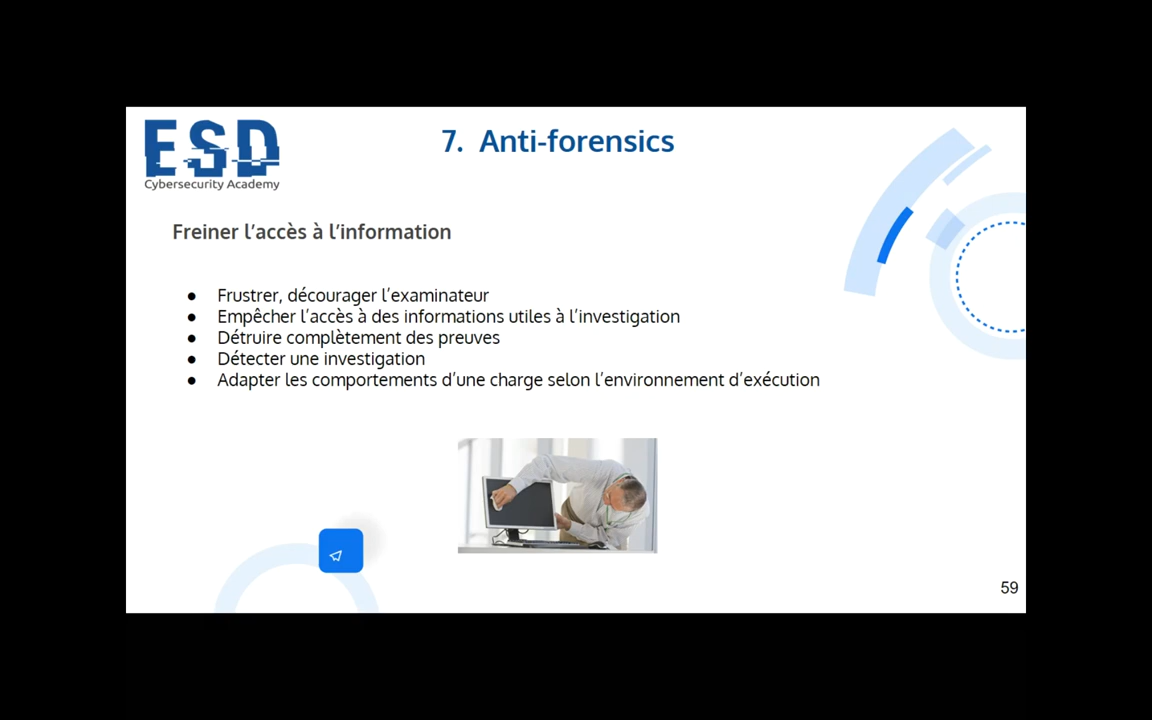 ESD
Cybersecurity Academy
7. Anti-forensics
Freiner l’accès à l’information
● Frustrer, décourager l’examinateur
● Empêcher l’accès à des informations utiles à l’investigation
● Détruire complètement des preuves
● Détecter une investigation
● Adapter les comportements d’une charge selon l’environnement d’exécution
59